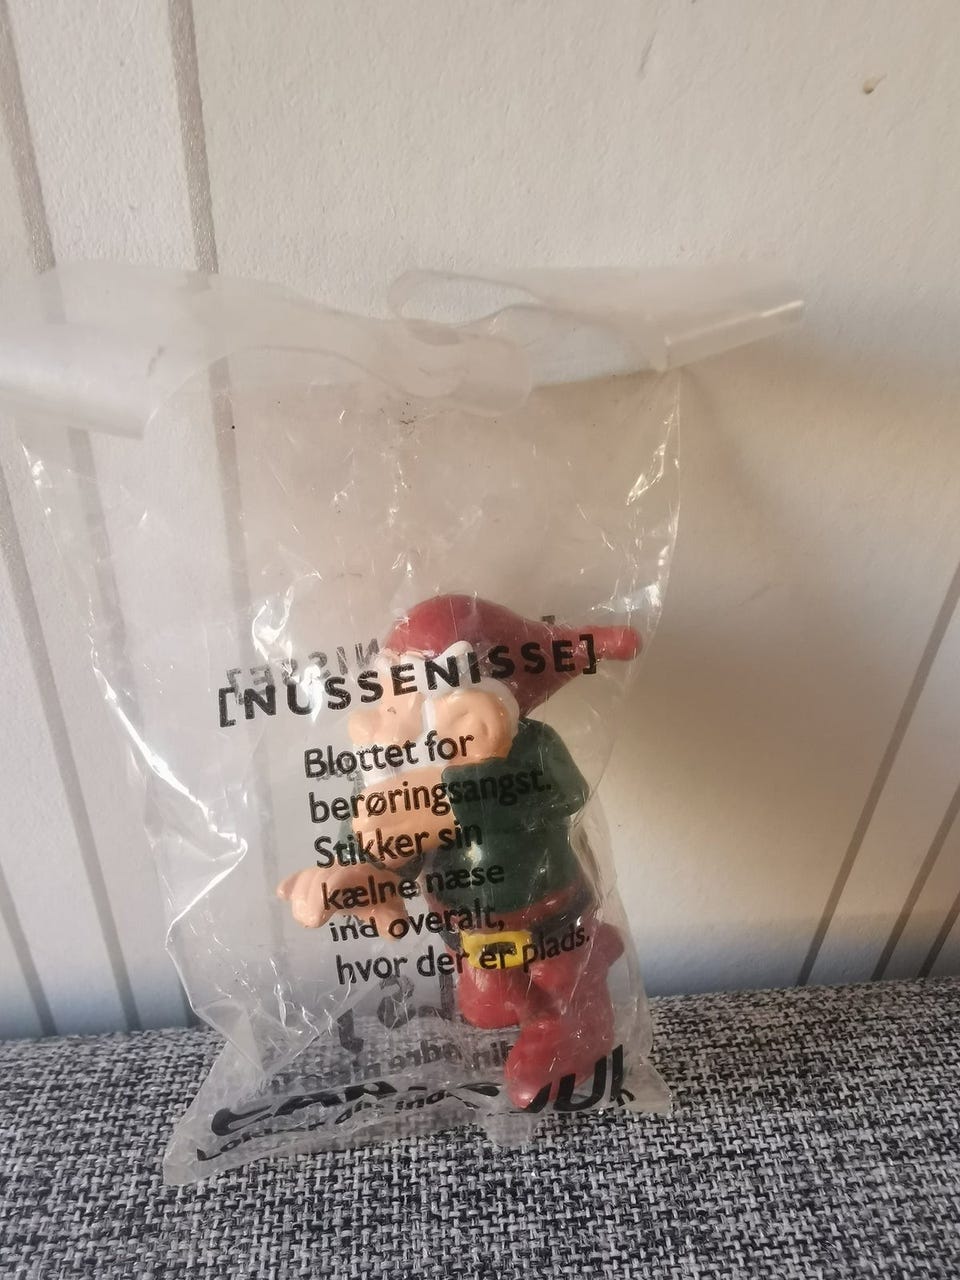 [NUSSENISSE]
Blottet for
berøringsangst.
Stikker sin
kælne næse
ind overalt,
hvor der er plads.